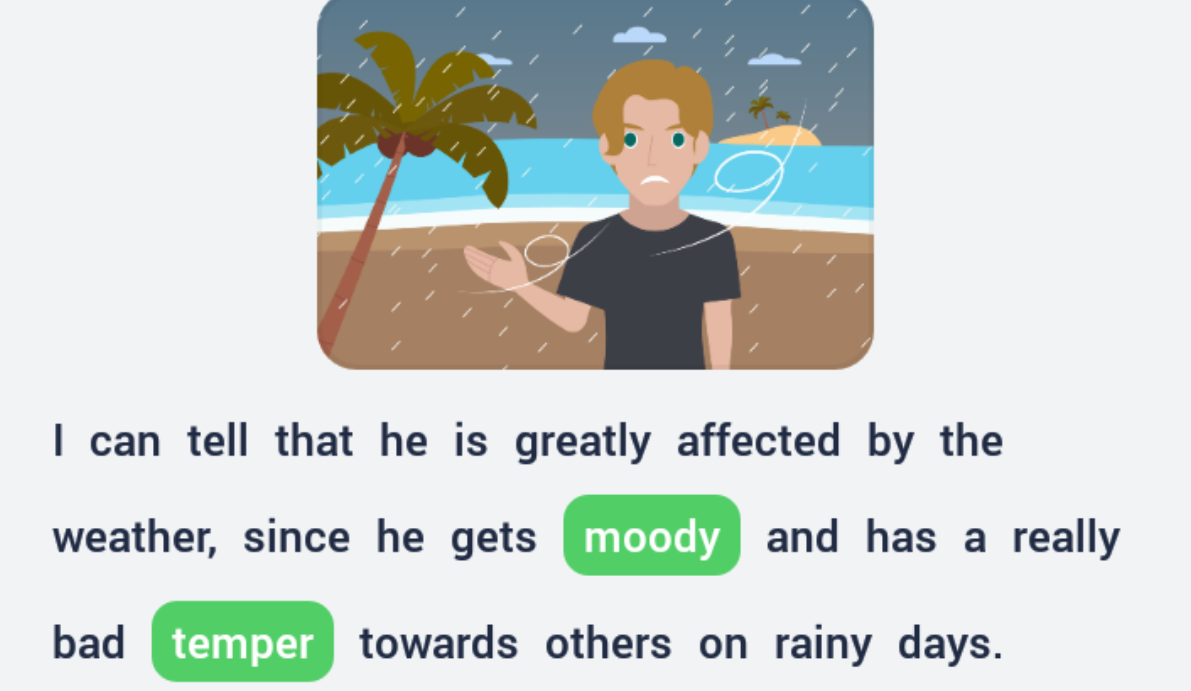 I can tell that he is greatly affected by the
weather, since he gets moody and has a really
bad temper towards others on rainy days.